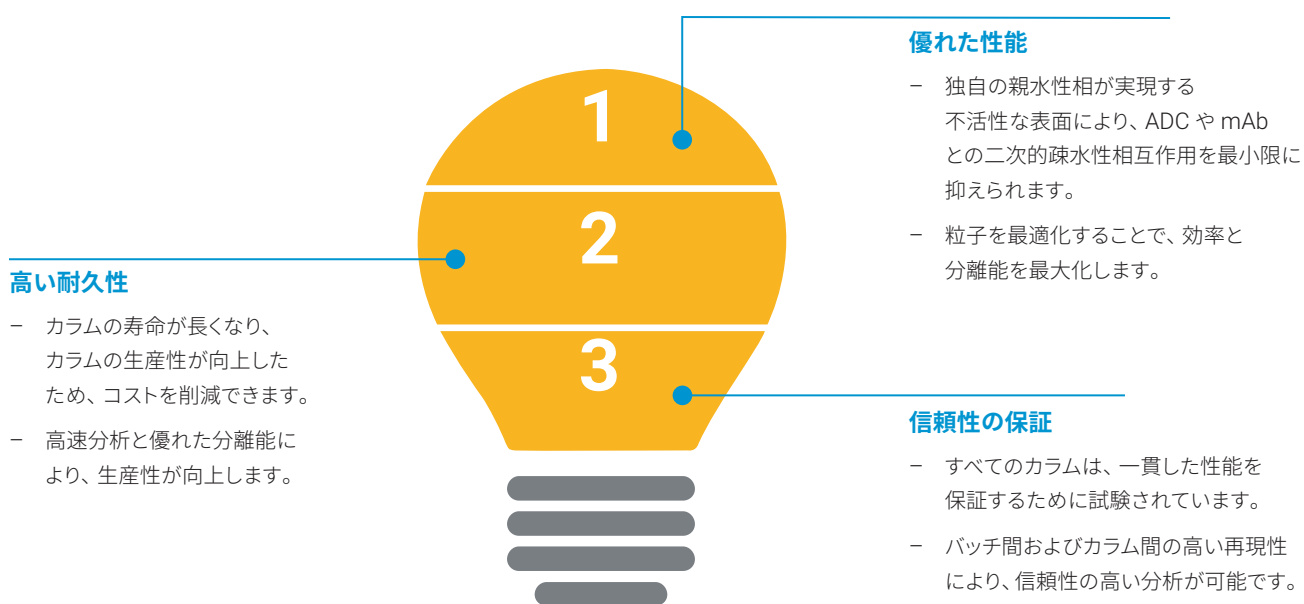 1
優れた性能
– 独自の親水性相が実現する
不活性な表面により、ADC や mAb
との二次的疎水性相互作用を最小限に
抑えられます。
– 粒子を最適化することで、効率と
分離能を最大化します。
2
高い耐久性
– カラムの寿命が長くなり、
カラムの生産性が向上した
ため、コストを削減できます。
– 高速分析と優れた分離能に
より、生産性が向上します。
3
信頼性の保証
– すべてのカラムは、一貫した性能を
保証するために試験されています。
– バッチ間およびカラム間の高い再現性
により、信頼性の高い分析が可能です。